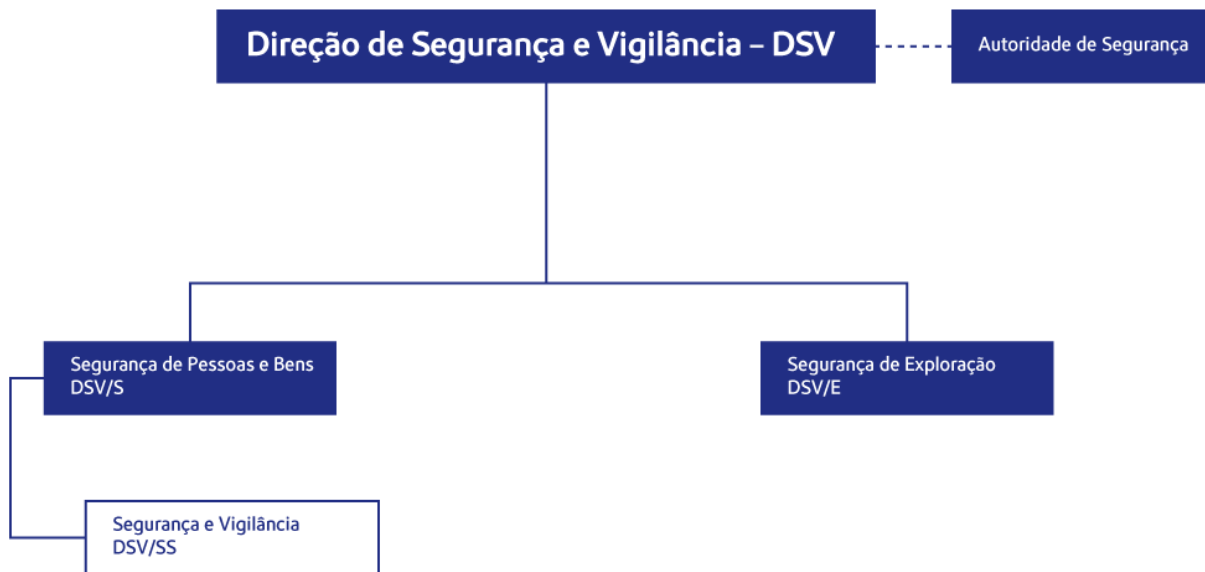 Direção de Segurança e Vigilância – DSV
Autoridade de Segurança
Segurança de Pessoas e Bens
DSV/S
Segurança de Exploração
DSV/E
Segurança e Vigilância
DSV/SS